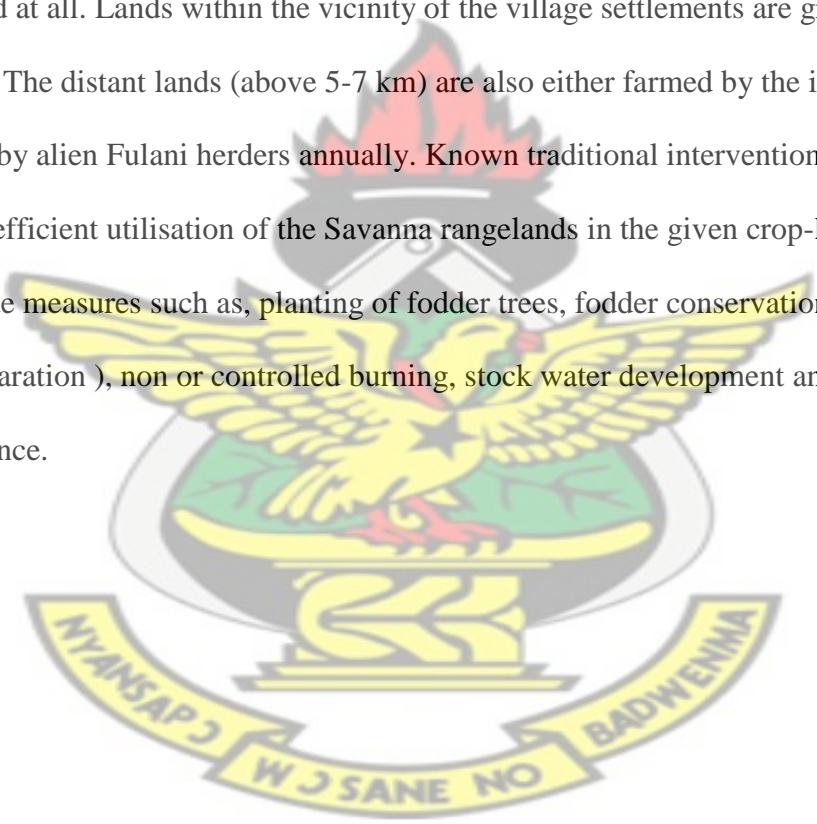 d at all. Lands within the vicinity of the village settlements are g
The distant lands (above 5-7 km) are also either farmed by the i
by alien Fulani herders annually. Known traditional intervention
efficient utilisation of the Savanna rangelands in the given crop-
e measures such as, planting of fodder trees, fodder conservation
aration ), non or controlled burning, stock water development an
nce.
NYANSAPƆ
WƆSANE NO
BADWENMA